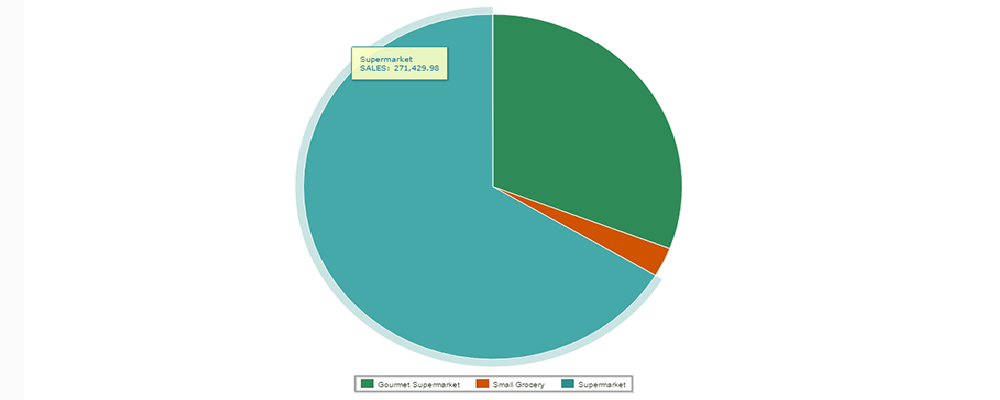 Supermarket
SALES: 271,429.98
Gourmet Supermarket
Small Grocery
Supermarket